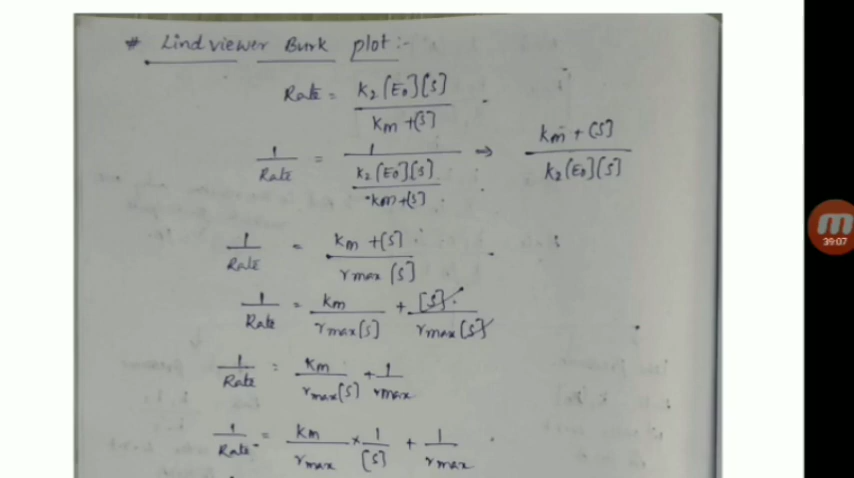 # Lindviewer Burk plot:-
Rate = K2[E0][S] / Km + [S]
1/Rate = 1 / (K2[E0][S] / Km + [S]) ⇒ Km + [S] / K2[E0][S]
1/Rate = Km + [S] / rmax [S]
1/Rate = Km / rmax[S] + [S] / rmax[S]
1/Rate = Km / rmax[S] + 1 / rmax
1/Rate = Km / rmax × 1/[S] + 1 / rmax
39:07